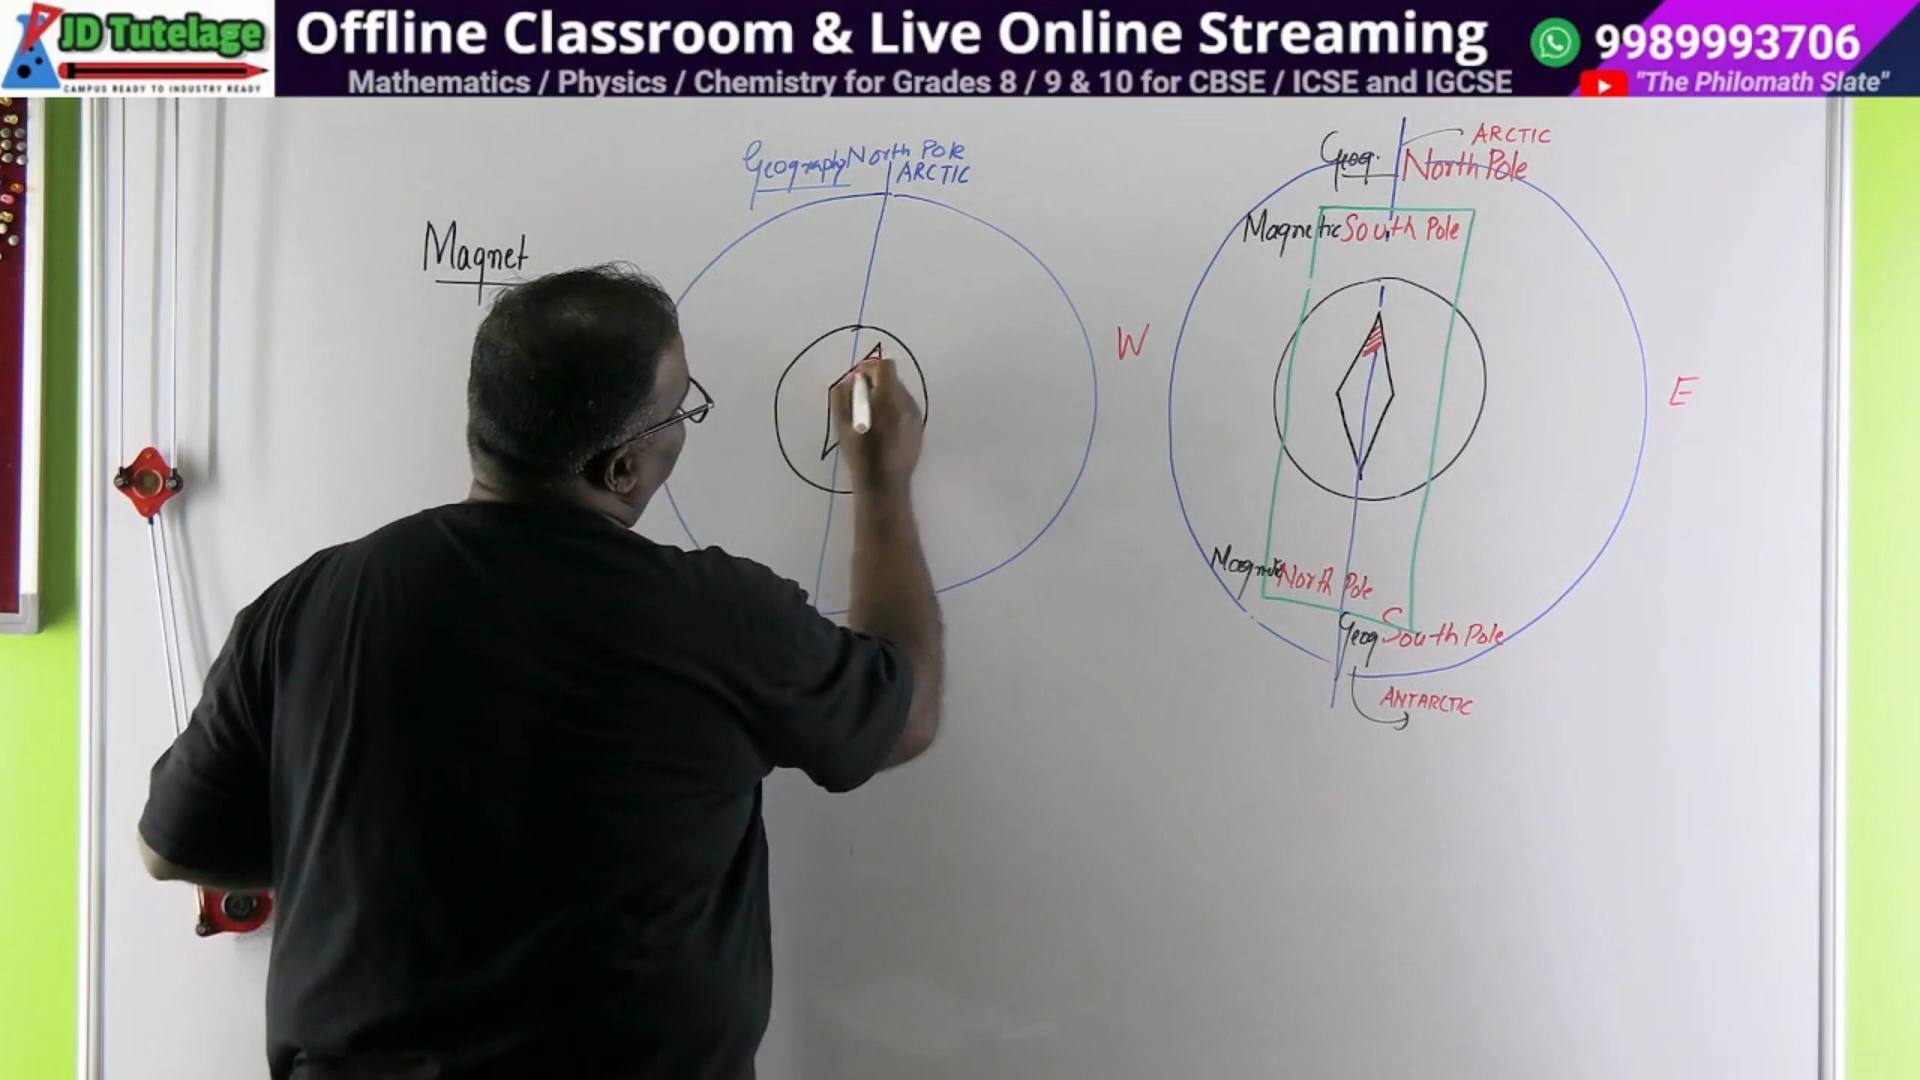 JD Tutelage
CAMPUS READY TO INDUSTRY READY
Offline Classroom & Live Online Streaming
Mathematics / Physics / Chemistry for Grades 8 / 9 & 10 for CBSE / ICSE and IGCSE
9989993706
"The Philomath Slate"
Magnet
Geography North Pole
ARCTIC
ARCTIC
Geog. North Pole
Magnetic South Pole
W
E
Magnetic North Pole
Geog South Pole
ANTARCTIC